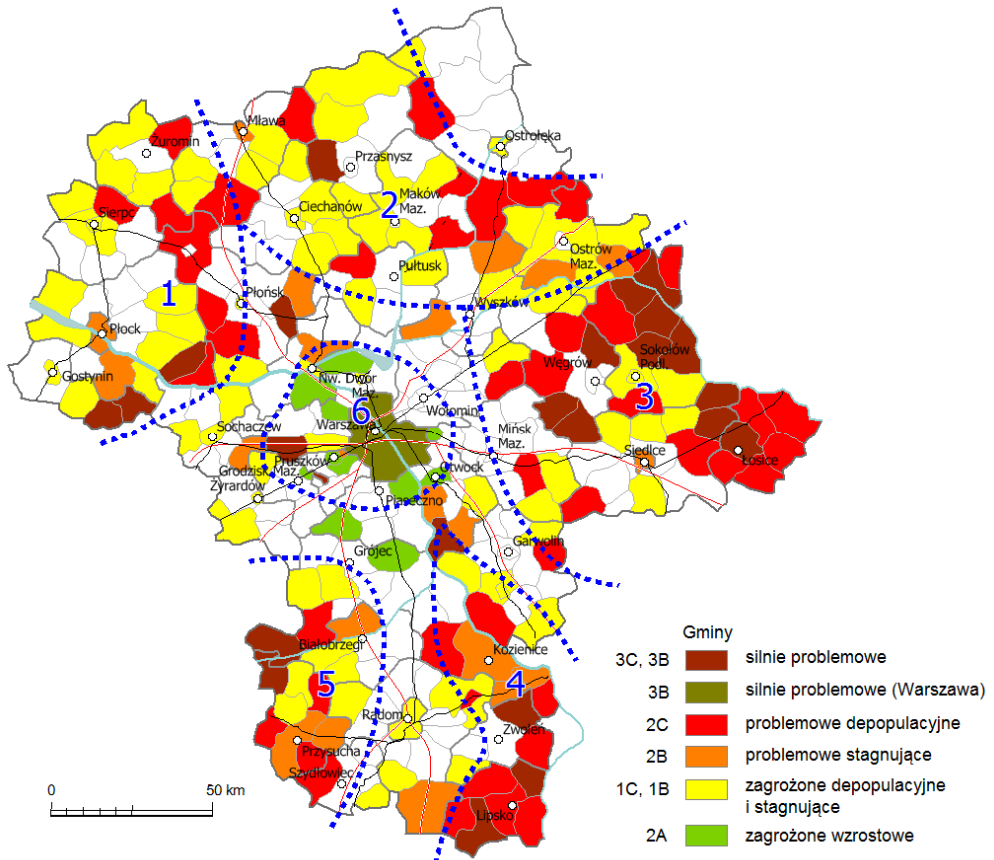 Mława
Ostrołęka
Żuromin
Przasnysz
2
Maków
Maz.
Sierpc
Ciechanów
Ostrów
Maz.
Pułtusk
1
Płońsk
Wyszków
Płock
Sokołów
Podl.
Węgrów
Gostynin
Nw. Dwór
Maz.
3
6
Wołomin
Warszawa
Sochaczew
Mińsk
Maz.
Pruszków
Siedlce
Łosice
Grodzisk
Maz.
Otwock
Żyrardów
Piaseczno
Garwolin
Grójec
Białobrzegi
Kozienice
5
4
Radom
Zwoleń
Przysucha
Szydłowiec
Lipsko
0 50 km
Gminy
3C, 3B silnie problemowe
3B silnie problemowe (Warszawa)
2C problemowe depopulacyjne
2B problemowe stagnujące
1C, 1B zagrożone depopulacyjne
i stagnujące
2A zagrożone wzrostowe